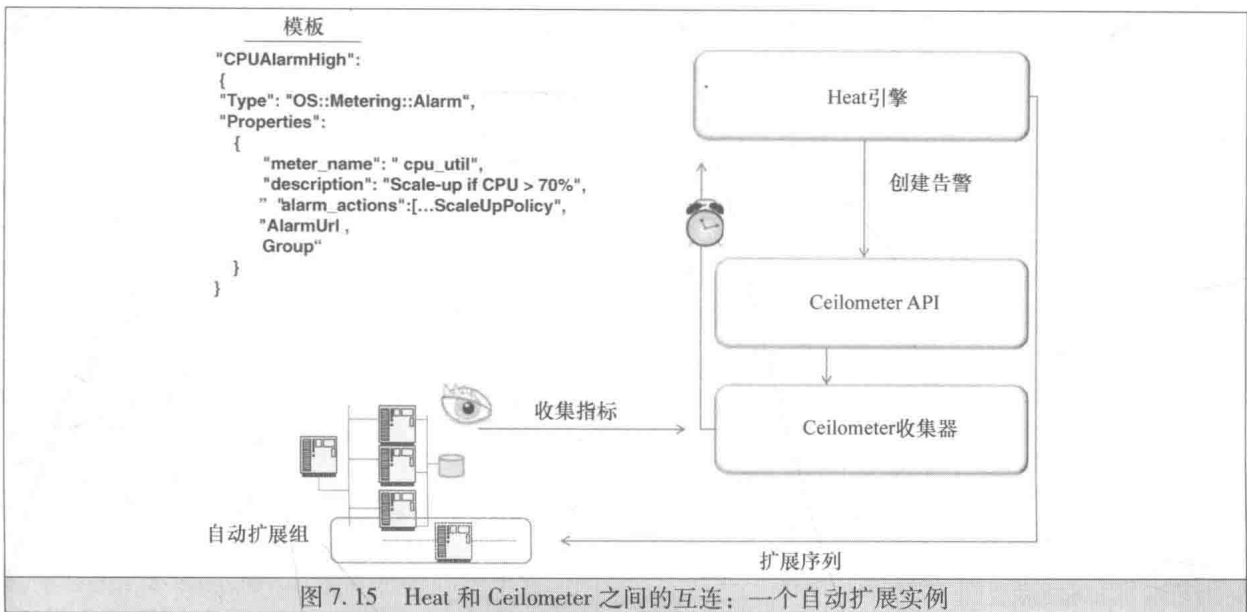 模板
"CPUAlarmHigh":
{
"Type": "OS::Metering::Alarm",
"Properties":
{
"meter_name": " cpu_util",
"description": "Scale-up if CPU > 70%",
" "alarm_actions":[...ScaleUpPolicy",
"AlarmUrl ,
Group"
}
}
Heat引擎
创建告警
Ceilometer API
Ceilometer收集器
收集指标
自动扩展组
扩展序列
图 7.15 Heat 和 Ceilometer 之间的互连：一个自动扩展实例